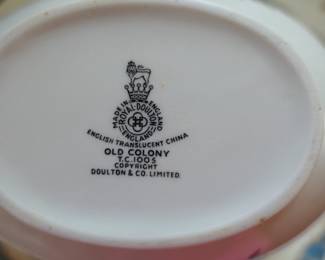 MADE IN ENGLAND
ROYAL·DOULTON
ENGLAND
ENGLISH TRANSLUCENT CHINA
OLD COLONY
T.C.1005
COPYRIGHT
DOULTON & CO. LIMITED.